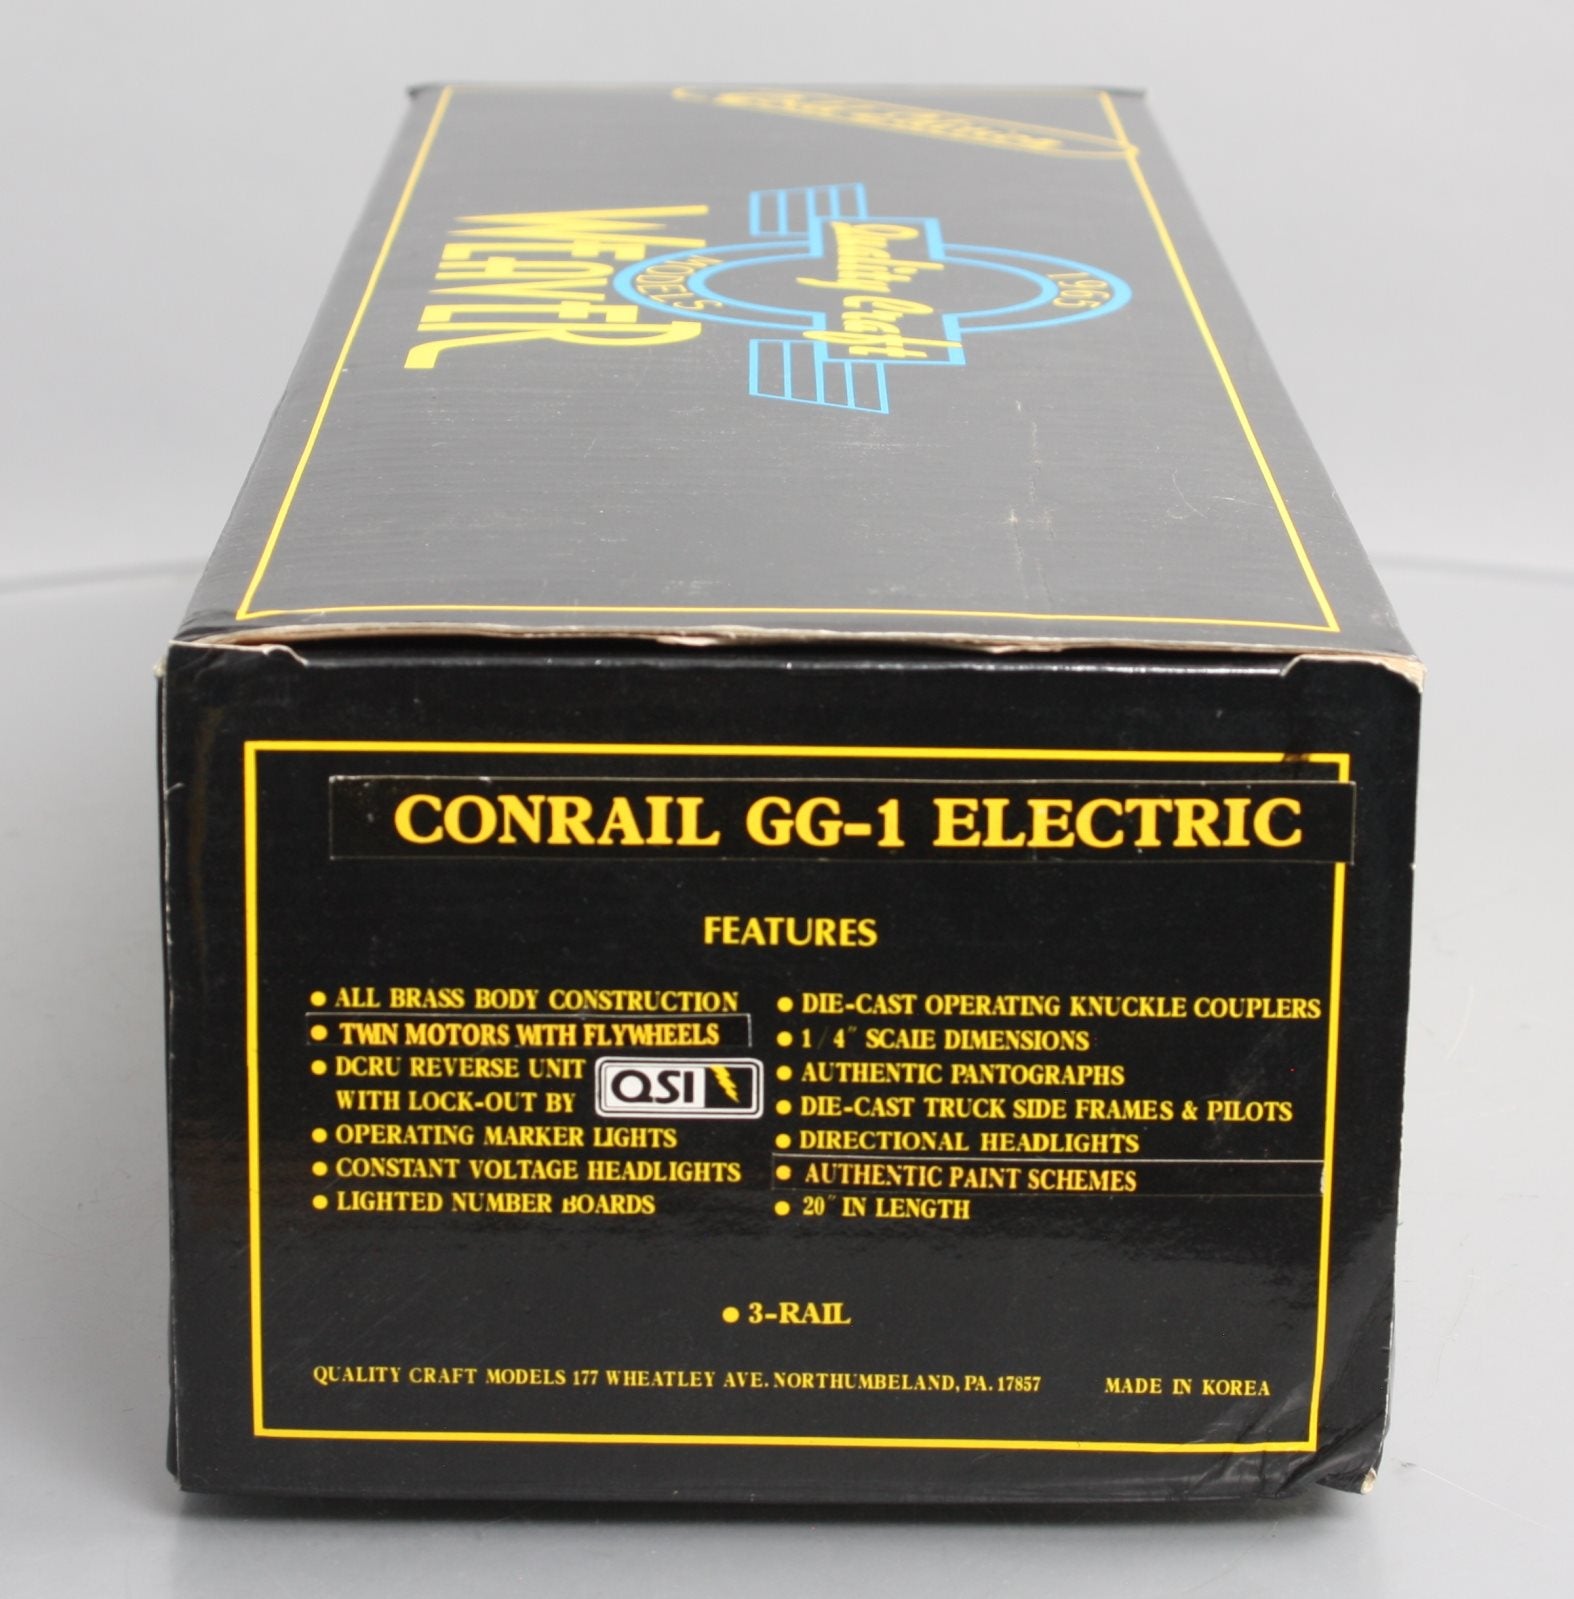 WEAVER
MODELS
Quality Craft
1965
CONRAIL GG-1 ELECTRIC
FEATURES
● ALL BRASS BODY CONSTRUCTION
● TWIN MOTORS WITH FLYWHEELS
● DCRU REVERSE UNIT
WITH LOCK-OUT BY QSI
● OPERATING MARKER LIGHTS
● CONSTANT VOLTAGE HEADLIGHTS
● LIGHTED NUMBER BOARDS
● DIE-CAST OPERATING KNUCKLE COUPLERS
● 1/4" SCALE DIMENSIONS
● AUTHENTIC PANTOGRAPHS
● DIE-CAST TRUCK SIDE FRAMES & PILOTS
● DIRECTIONAL HEADLIGHTS
● AUTHENTIC PAINT SCHEMES
● 20" IN LENGTH
● 3-RAIL
QUALITY CRAFT MODELS 177 WHEATLEY AVE. NORTHUMBELAND, PA. 17857
MADE IN KOREA